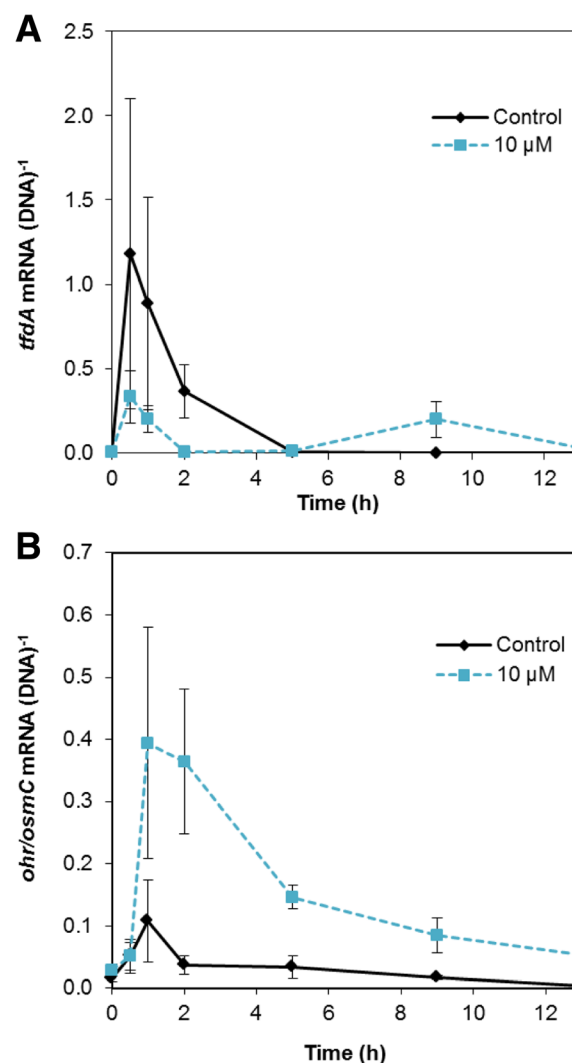 A
2.5
2.0
1.5
1.0
0.5
0.0
tfdA mRNA (DNA)-1
Control
10 µM
0 2 4 6 8 10 12
Time (h)
B
0.7
0.6
0.5
0.4
0.3
0.2
0.1
0.0
ohr/osmC mRNA (DNA)-1
Control
10 µM
0 2 4 6 8 10 12
Time (h)